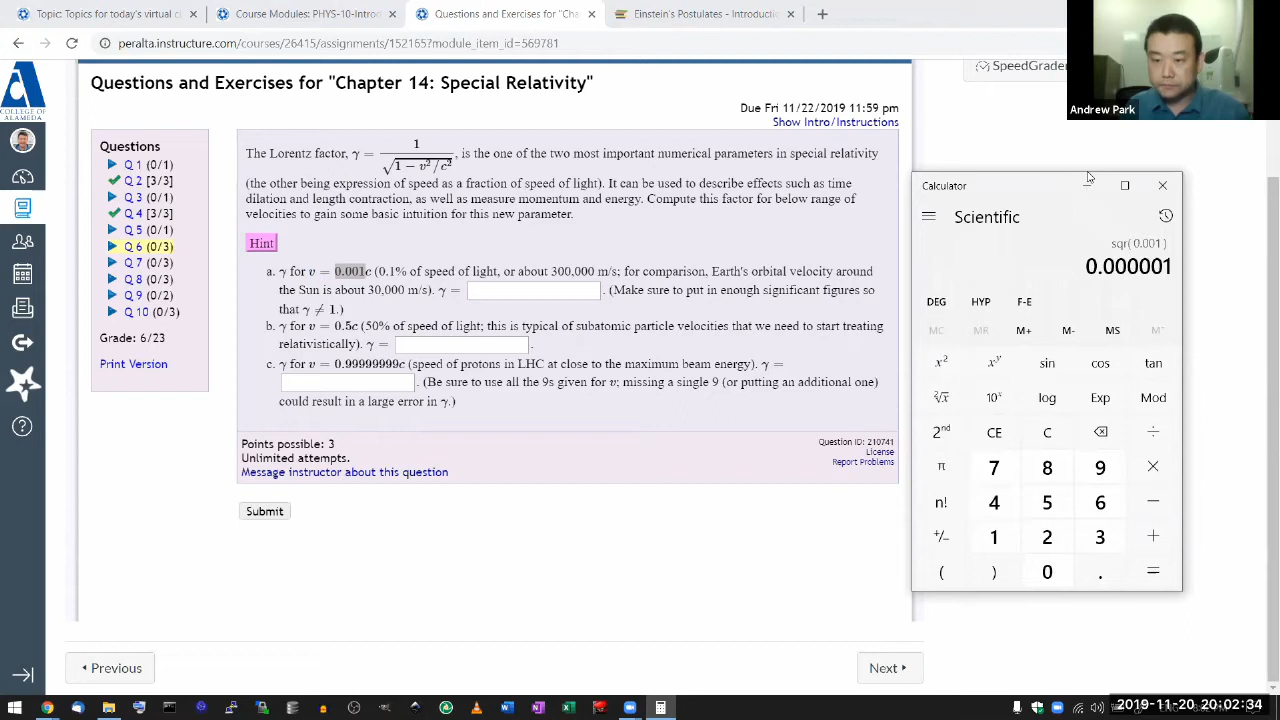 Topic: Topics for today's virtual c
Course Modules: PHYS-10-Introd
Questions and Exercises for "Cha
Einstein's Postulates - Introductio
peralta.instructure.com/courses/26415/assignments/152165?module_item_id=569781
Andrew Park
COLLEGE OF
ALAMEDA
Questions and Exercises for "Chapter 14: Special Relativity"
SpeedGrader
Due Fri 11/22/2019 11:59 pm
Show Intro/Instructions
Questions
Q 1 (0/1)
Q 2 [3/3]
Q 3 (0/1)
Q 4 [3/3]
Q 5 (0/1)
Q 6 (0/3)
Q 7 (0/3)
Q 8 (0/3)
Q 9 (0/2)
Q 10 (0/3)
Grade: 6/23
Print Version
The Lorentz factor, γ = 1/√(1 − v²/c²), is the one of the two most important numerical parameters in special relativity
(the other being expression of speed as a fraction of speed of light). It can be used to describe effects such as time
dilation and length contraction, as well as measure momentum and energy. Compute this factor for below range of
velocities to gain some basic intuition for this new parameter.
Hint
a. γ for v = 0.001c (0.1% of speed of light, or about 300,000 m/s; for comparison, Earth's orbital velocity around
the Sun is about 30,000 m/s). γ = . (Make sure to put in enough significant figures so
that γ ≠ 1.)
b. γ for v = 0.5c (50% of speed of light; this is typical of subatomic particle velocities that we need to start treating
relativistically). γ = .
c. γ for v = 0.99999999c (speed of protons in LHC at close to the maximum beam energy). γ =
. (Be sure to use all the 9s given for v; missing a single 9 (or putting an additional one)
could result in a large error in γ.)
Points possible: 3
Unlimited attempts.
Message instructor about this question
Question ID: 210741
License
Report Problems
Submit
Previous
Next
Calculator
Scientific
sqr( 0.001 )
0.000001
DEG HYP F-E
MC MR M+ M- MS M˅
x² xʸ sin cos tan
²√x 10ˣ log Exp Mod
2ⁿᵈ CE C ⌫ ÷
π 7 8 9 ×
n! 4 5 6 −
+/− 1 2 3 +
( ) 0 . =
2019-11-20 20:02:34